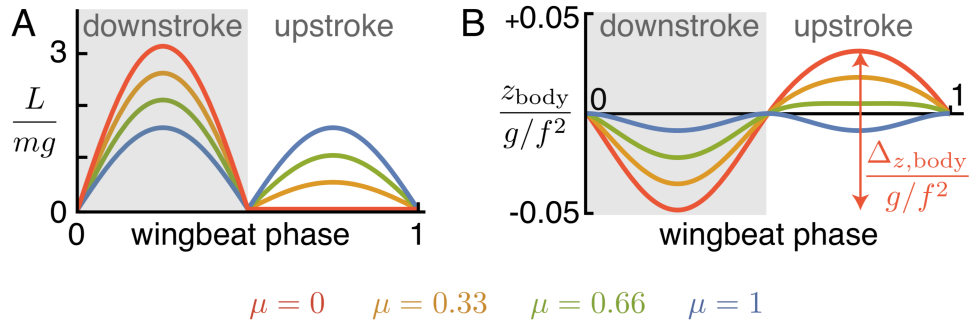 A
downstroke
upstroke
3
L
mg
0
0
wingbeat phase
1
B
+0.05
downstroke
upstroke
z_body
g/f^2
0
1
Δ_z,body
g/f^2
-0.05
wingbeat phase
μ = 0
μ = 0.33
μ = 0.66
μ = 1